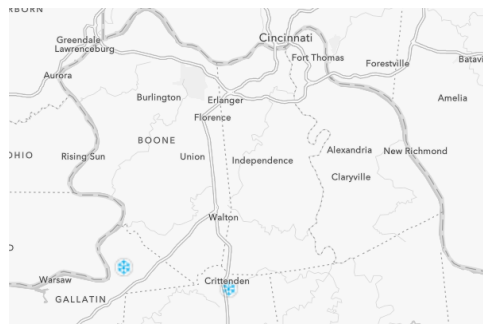 RBORN
Cincinnati
Greendale
Lawrenceburg
Fort Thomas
Forestville
Batavi
Aurora
Burlington
Erlanger
Amelia
Florence
BOONE
OHIO
Rising Sun
Union
Independence
Alexandria
New Richmond
Claryville
Walton
D
Warsaw
Crittenden
GALLATIN